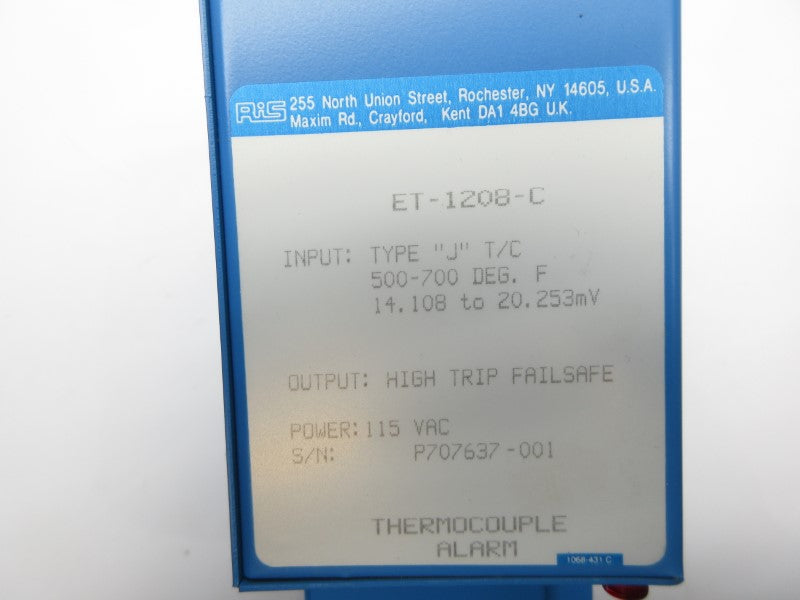 RIS 255 North Union Street, Rochester, NY 14605, U.S.A.
Maxim Rd., Crayford, Kent DA1 4BG U.K.
ET-1208-C
INPUT: TYPE "J" T/C
500-700 DEG. F
14.108 to 20.253mV
OUTPUT: HIGH TRIP FAILSAFE
POWER: 115 VAC
S/N: P707637-001
THERMOCOUPLE
ALARM
1068-431 C